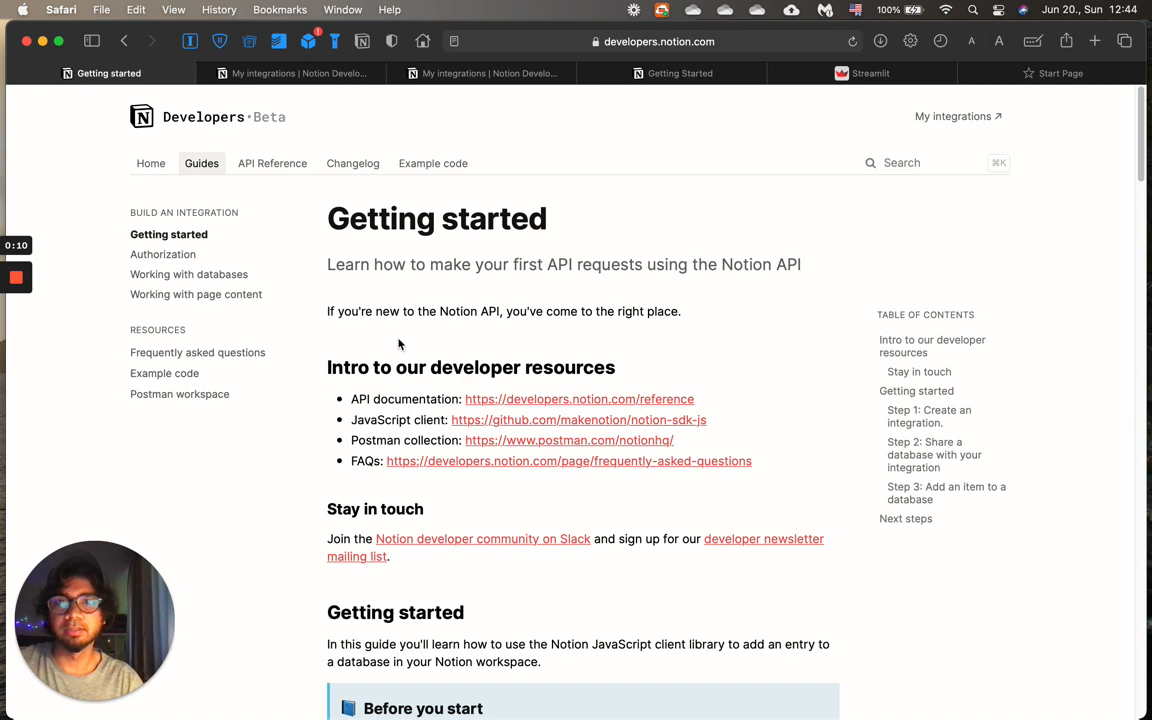 Safari File Edit View History Bookmarks Window Help 100% Jun 20., Sun 12:44
developers.notion.com A A
Getting started My integrations | Notion Develo... My integrations | Notion Develo... Getting Started Streamlit Start Page
Developers · Beta
My integrations ↗
Home Guides API Reference Changelog Example code Search ⌘K
0:10
BUILD AN INTEGRATION
Getting started
Authorization
Working with databases
Working with page content
RESOURCES
Frequently asked questions
Example code
Postman workspace
Getting started
Learn how to make your first API requests using the Notion API
If you're new to the Notion API, you've come to the right place.
Intro to our developer resources
• API documentation: https://developers.notion.com/reference
• JavaScript client: https://github.com/makenotion/notion-sdk-js
• Postman collection: https://www.postman.com/notionhq/
• FAQs: https://developers.notion.com/page/frequently-asked-questions
Stay in touch
Join the Notion developer community on Slack and sign up for our developer newsletter
mailing list.
Getting started
In this guide you'll learn how to use the Notion JavaScript client library to add an entry to
a database in your Notion workspace.
Before you start
TABLE OF CONTENTS
Intro to our developer
resources
Stay in touch
Getting started
Step 1: Create an
integration.
Step 2: Share a
database with your
integration
Step 3: Add an item to a
database
Next steps